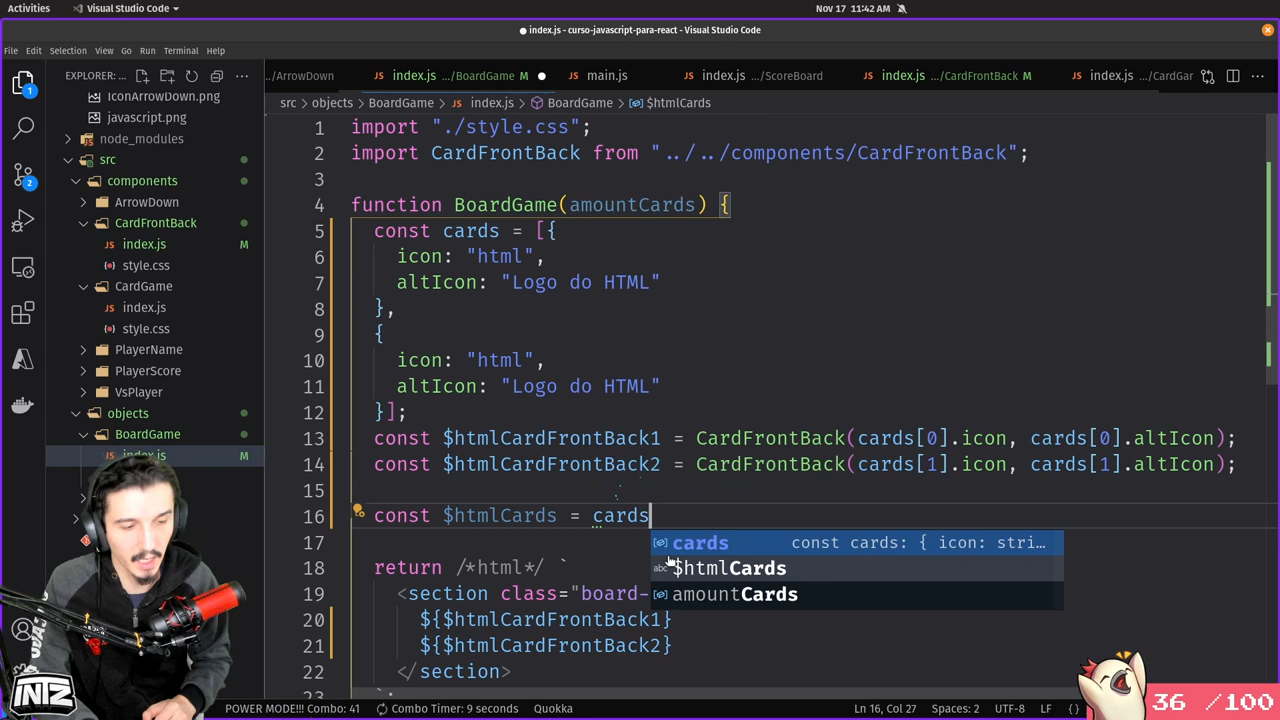 Activities
Visual Studio Code
Nov 17 11:42 AM
index.js - curso-javascript-para-react - Visual Studio Code
File Edit Selection View Go Run Terminal Help
EXPLORER: ...
.../ArrowDown
index.js .../BoardGame M
main.js
index.js .../ScoreBoard
index.js .../CardFrontBack M
index.js .../CardGar
src > objects > BoardGame > index.js > BoardGame > $htmlCards
IconArrowDown.png
javascript.png
node_modules
src
components
ArrowDown
CardFrontBack
index.js M
style.css
CardGame
index.js
style.css
PlayerName
PlayerScore
VsPlayer
objects
BoardGame
index.js M
1 import "./style.css";
2 import CardFrontBack from "../../components/CardFrontBack";
3
4 function BoardGame(amountCards) {
5 const cards = [{
6 icon: "html",
7 altIcon: "Logo do HTML"
8 },
9 {
10 icon: "html",
11 altIcon: "Logo do HTML"
12 }];
13 const $htmlCardFrontBack1 = CardFrontBack(cards[0].icon, cards[0].altIcon);
14 const $htmlCardFrontBack2 = CardFrontBack(cards[1].icon, cards[1].altIcon);
15
16 const $htmlCards = cards
cards const cards: { icon: stri...
$htmlCards
amountCards
17
18 return /*html*/ `
19 <section class="board-
20 ${$htmlCardFrontBack1}
21 ${$htmlCardFrontBack2}
22 </section>
23 `;
INTZ
36 /100
POWER MODE!!! Combo: 41
Combo Timer: 9 seconds
Quokka
Ln 16, Col 27
Spaces: 2
UTF-8
LF
{}